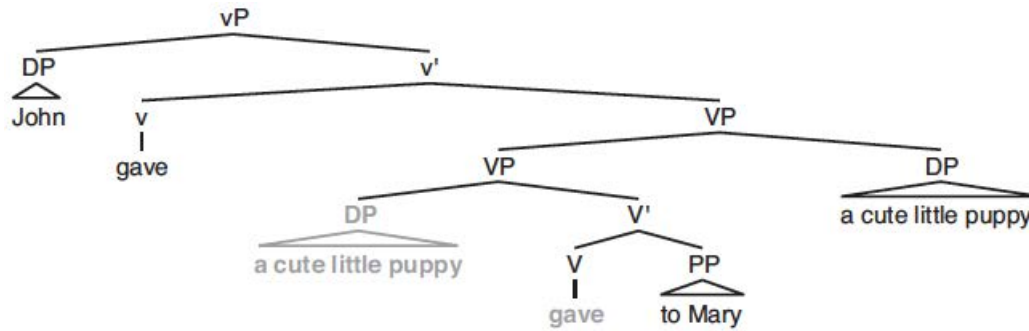 vP
DP v'
John v VP
gave VP DP
DP V' a cute little puppy
a cute little puppy V PP
gave to Mary